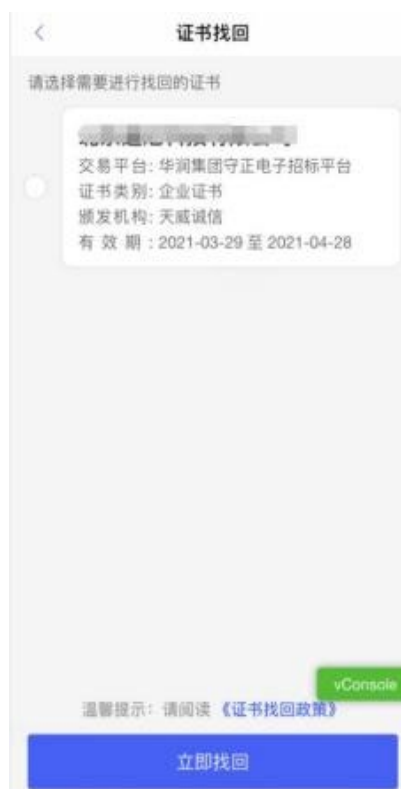 证书找回
请选择需要进行找回的证书
交易平台: 华润集团守正电子招标平台
证书类别: 企业证书
颁发机构: 天威诚信
有 效 期 : 2021-03-29 至 2021-04-28
vConsole
温馨提示: 请阅读 《证书找回政策》
立即找回